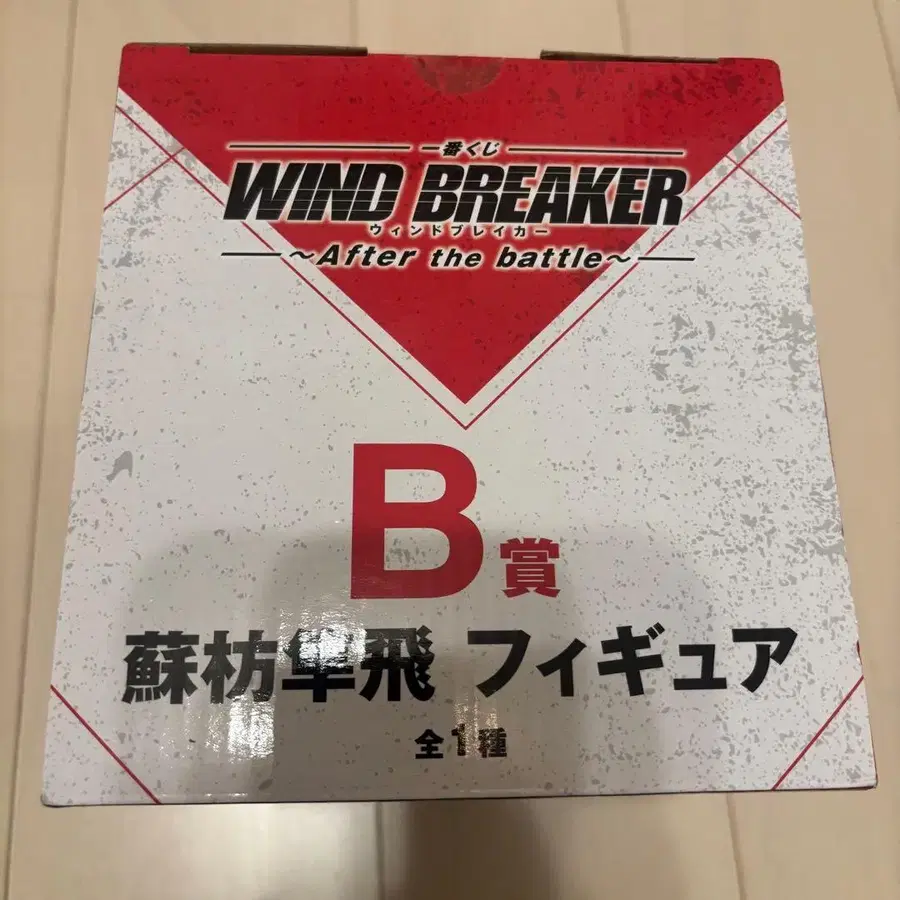 一番くじ
WIND BREAKER
ウィンドブレイカー
～After the battle～
B賞
蘇枋隼飛 フィギュア
全1種